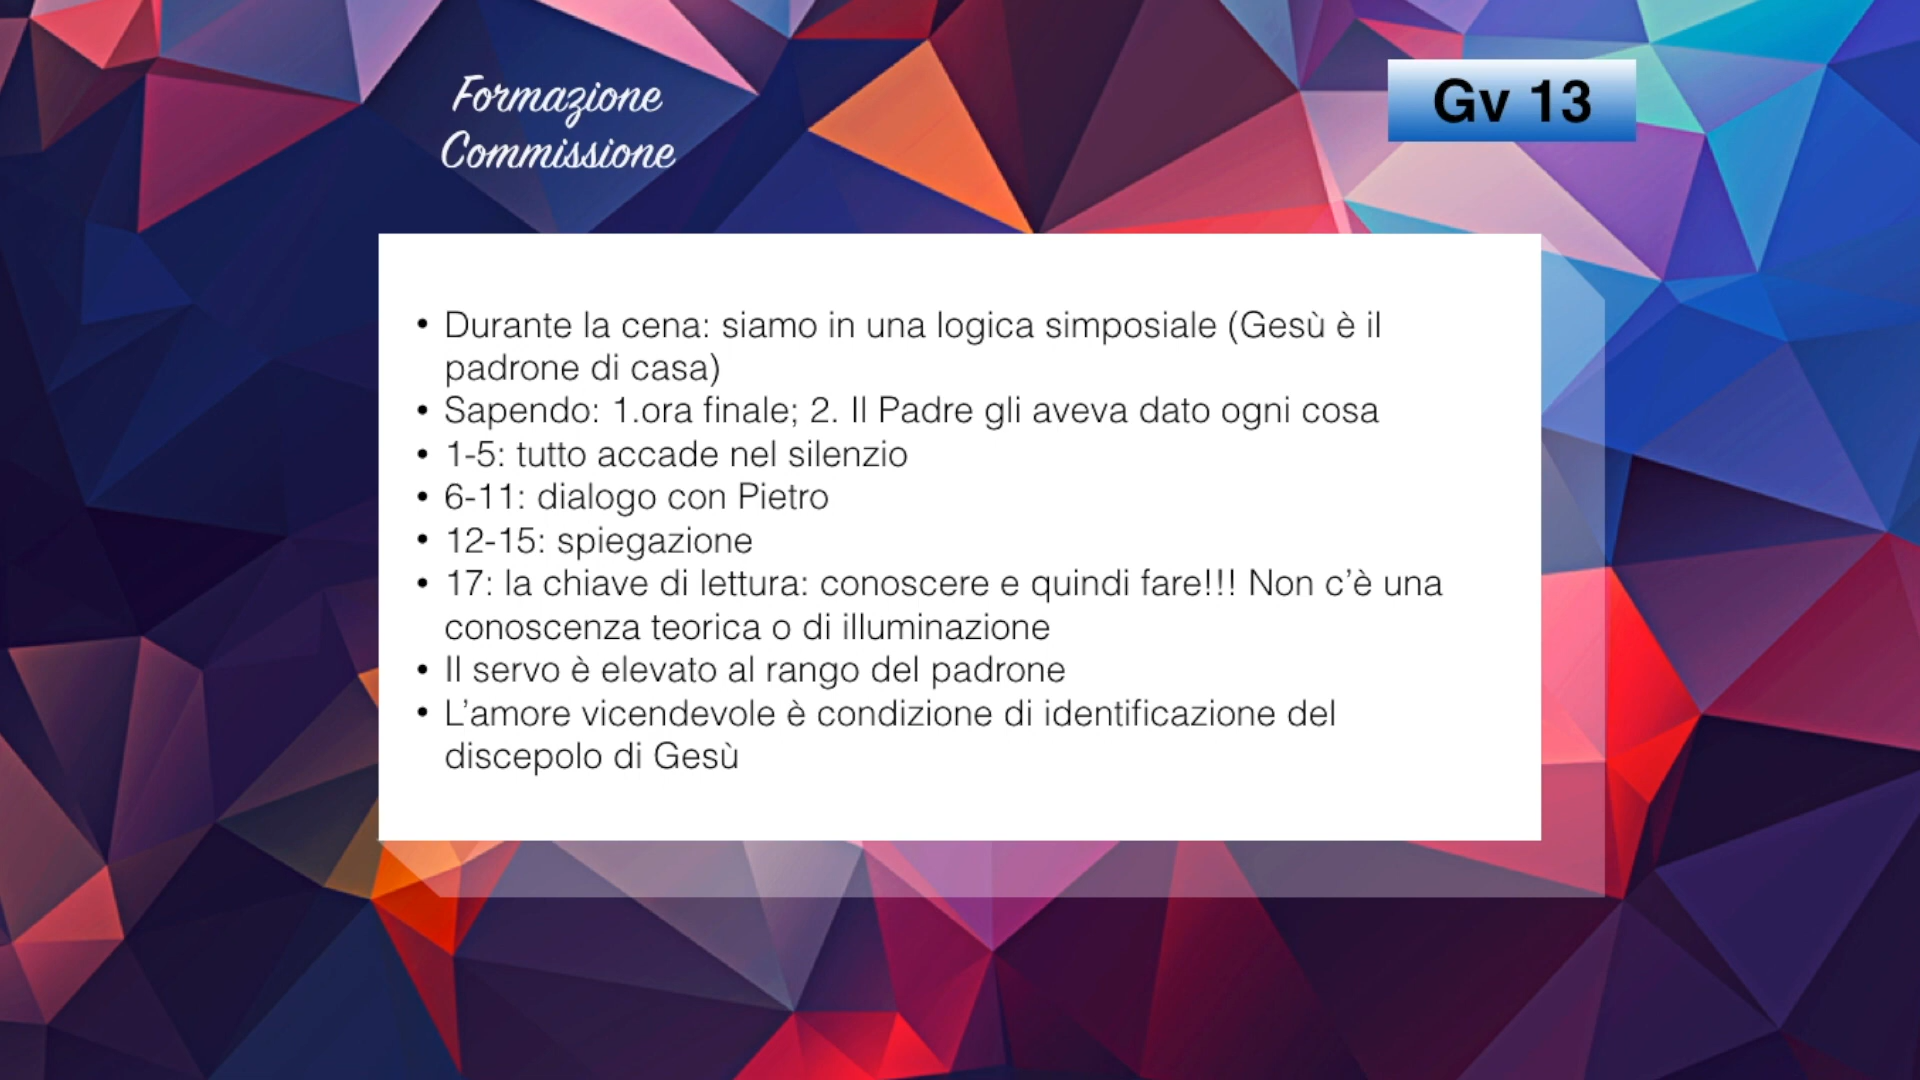 Formazione
Commissione
Gv 13
• Durante la cena: siamo in una logica simposiale (Gesù è il
padrone di casa)
• Sapendo: 1.ora finale; 2. Il Padre gli aveva dato ogni cosa
• 1-5: tutto accade nel silenzio
• 6-11: dialogo con Pietro
• 12-15: spiegazione
• 17: la chiave di lettura: conoscere e quindi fare!!! Non c’è una
conoscenza teorica o di illuminazione
• Il servo è elevato al rango del padrone
• L’amore vicendevole è condizione di identificazione del
discepolo di Gesù